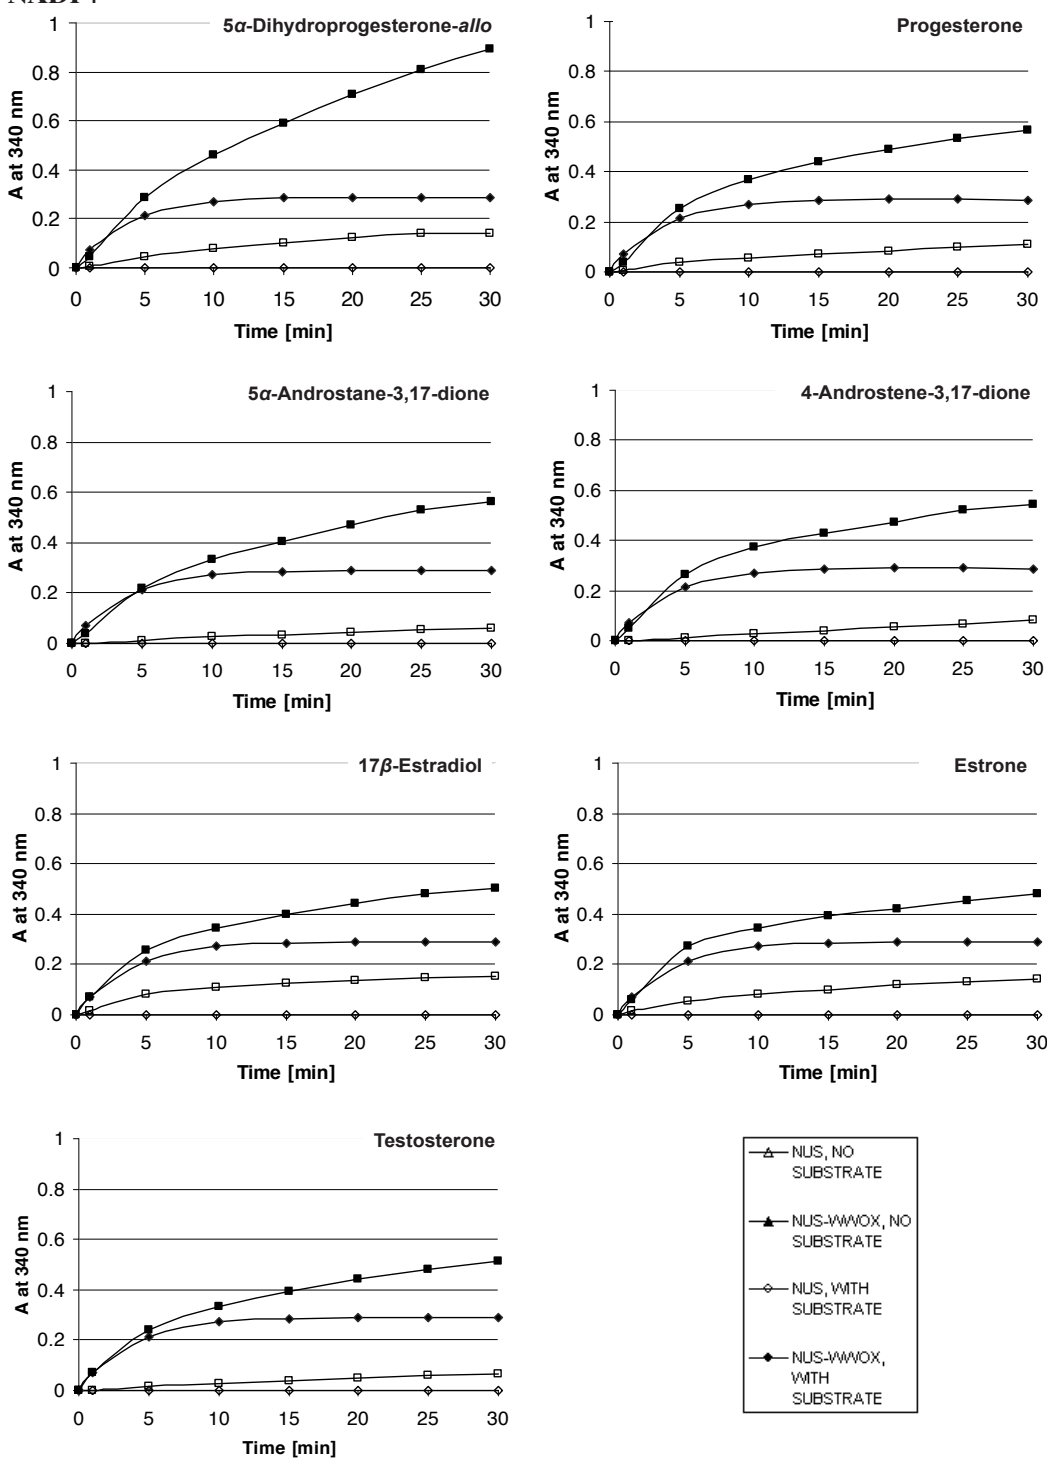 5α-Dihydroprogesterone-allo
A at 340 nm
1
0.8
0.6
0.4
0.2
0
0 5 10 15 20 25 30
Time [min]
Progesterone
A at 340 nm
1
0.8
0.6
0.4
0.2
0
0 5 10 15 20 25 30
Time [min]
5α-Androstane-3,17-dione
A at 340 nm
1
0.8
0.6
0.4
0.2
0
0 5 10 15 20 25 30
Time [min]
4-Androstene-3,17-dione
A at 340 nm
1
0.8
0.6
0.4
0.2
0
0 5 10 15 20 25 30
Time [min]
17β-Estradiol
A at 340 nm
1
0.8
0.6
0.4
0.2
0
0 5 10 15 20 25 30
Time [min]
Estrone
A at 340 nm
1
0.8
0.6
0.4
0.2
0
0 5 10 15 20 25 30
Time [min]
Testosterone
A at 340 nm
1
0.8
0.6
0.4
0.2
0
0 5 10 15 20 25 30
Time [min]
NUS, NO
SUBSTRATE
NUS-WWOX, NO
SUBSTRATE
NUS, WITH
SUBSTRATE
NUS-WWOX,
WITH
SUBSTRATE